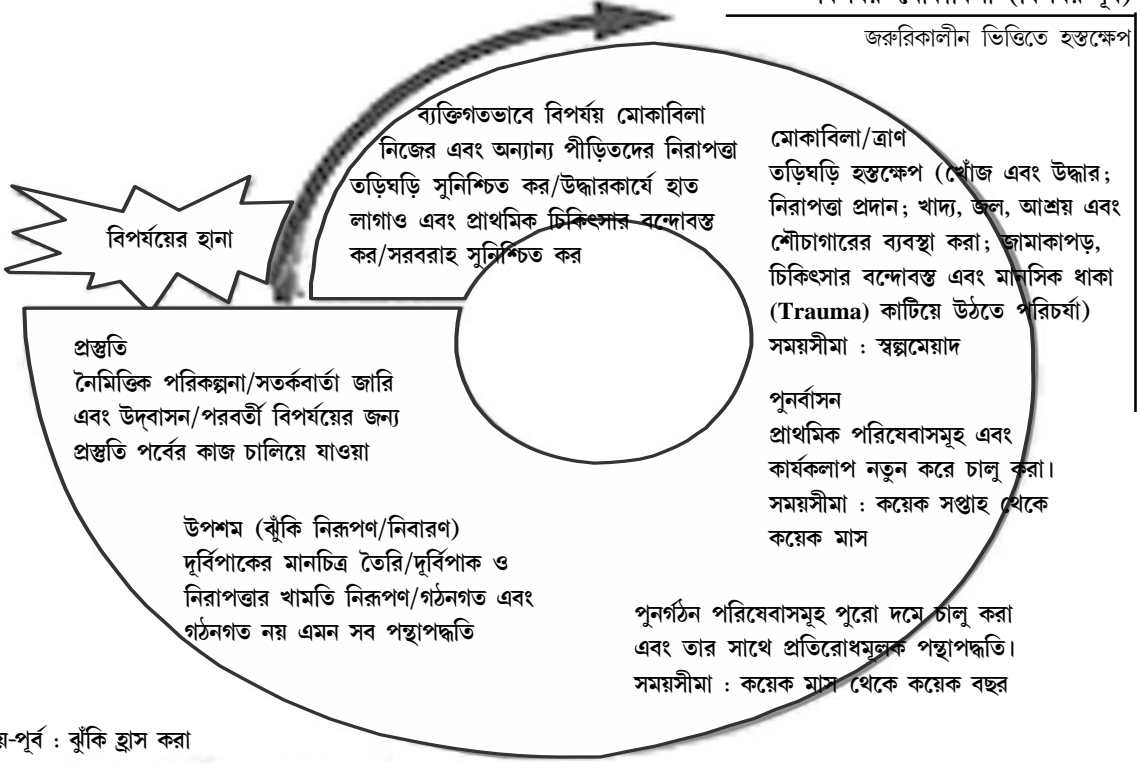 জরুরিকালীন ভিত্তিতে হস্তক্ষেপ
ব্যক্তিগতভাবে বিপর্যয় মোকাবিলা
নিজের এবং অন্যান্য পীড়িতদের নিরাপত্তা
তড়িঘড়ি সুনিশ্চিত কর/উদ্ধারকার্যে হাত
লাগাও এবং প্রাথমিক চিকিৎসার বন্দোবস্ত
কর/সরবরাহ সুনিশ্চিত কর
মোকাবিলা/ত্রাণ
তড়িঘড়ি হস্তক্ষেপ (খোঁজ এবং উদ্ধার;
নিরাপত্তা প্রদান; খাদ্য, জল, আশ্রয় এবং
শৌচাগারের ব্যবস্থা করা; জামাকাপড়,
চিকিৎসার বন্দোবস্ত এবং মানসিক ধাকা
(Trauma) কাটিয়ে উঠতে পরিচর্যা)
সময়সীমা : স্বল্পমেয়াদ
বিপর্যয়ের হানা
প্রস্তুতি
নৈমিত্তিক পরিকল্পনা/সতর্কবার্তা জারি
এবং উদ্‌বাসন/পরবর্তী বিপর্যয়ের জন্য
প্রস্তুতি পর্বের কাজ চালিয়ে যাওয়া
পুনর্বাসন
প্রাথমিক পরিষেবাসমূহ এবং
কার্যকলাপ নতুন করে চালু করা।
সময়সীমা : কয়েক সপ্তাহ থেকে
কয়েক মাস
উপশম (ঝুঁকি নিরূপণ/নিবারণ)
দূর্বিপাকের মানচিত্র তৈরি/দূর্বিপাক ও
নিরাপত্তার খামতি নিরূপণ/গঠনগত এবং
গঠনগত নয় এমন সব পন্থাপদ্ধতি
পুনর্গঠন পরিষেবাসমূহ পুরো দমে চালু করা
এবং তার সাথে প্রতিরোধমূলক পন্থাপদ্ধতি।
সময়সীমা : কয়েক মাস থেকে কয়েক বছর
য়-পূর্ব : ঝুঁকি হ্রাস করা